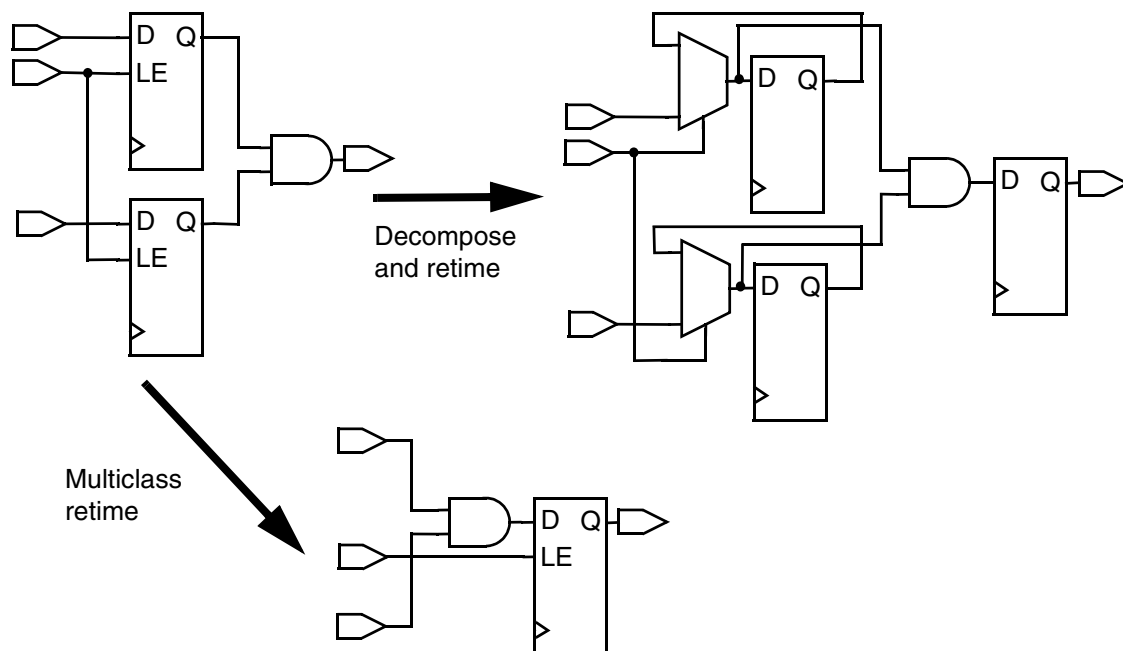 D Q
LE
D Q
LE
Decompose
and retime
D Q
D Q
D Q
Multiclass
retime
D Q
LE